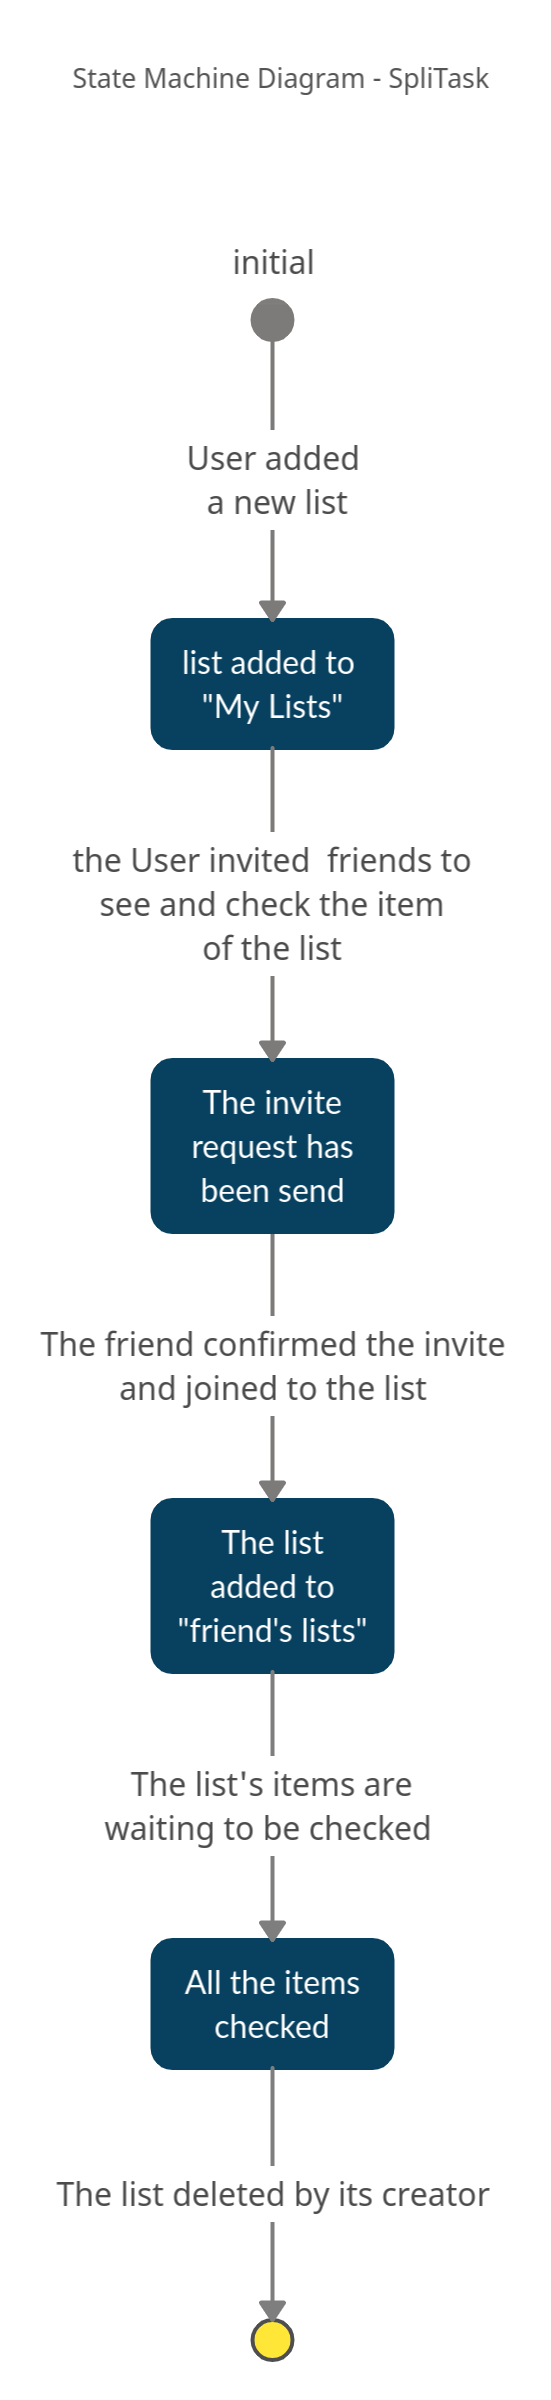 State Machine Diagram - SpliTask
initial
User added
a new list
list added to
"My Lists"
the User invited  friends to
see and check the item
of the list
The invite
request has
been send
The friend confirmed the invite
and joined to the list
The list
added to
"friend's lists"
The list's items are
waiting to be checked
All the items
checked
The list deleted by its creator